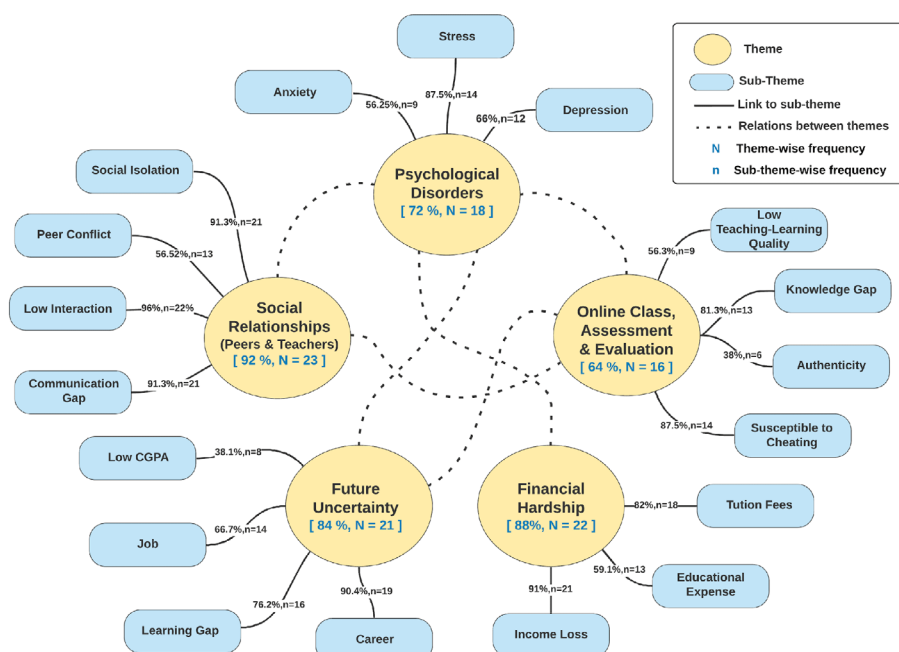 Stress
Anxiety
Depression
87.5%,n=14
56.25%,n=9
66%,n=12
Psychological
Disorders
[ 72 %, N = 18 ]
Theme
Sub-Theme
Link to sub-theme
Relations between themes
N Theme-wise frequency
n Sub-theme-wise frequency
Social Isolation
91.3%,n=21
Peer Conflict
56.52%,n=13
Low Interaction
96%,n=22%
Communication
Gap
91.3%,n=21
Social
Relationships
(Peers & Teachers)
[ 92 %, N = 23 ]
Low
Teaching-Learning
Quality
56.3%,n=9
Knowledge Gap
81.3%,n=13
Authenticity
38%,n=6
Susceptible to
Cheating
87.5%,n=14
Online Class,
Assessment
& Evaluation
[ 64 %, N = 16 ]
Low CGPA
38.1%,n=8
Job
66.7%,n=14
Learning Gap
76.2%,n=16
Career
90.4%,n=19
Future
Uncertainty
[ 84 %, N = 21 ]
Financial
Hardship
[ 88%, N = 22 ]
82%,n=18
Tution Fees
59.1%,n=13
Educational
Expense
91%,n=21
Income Loss